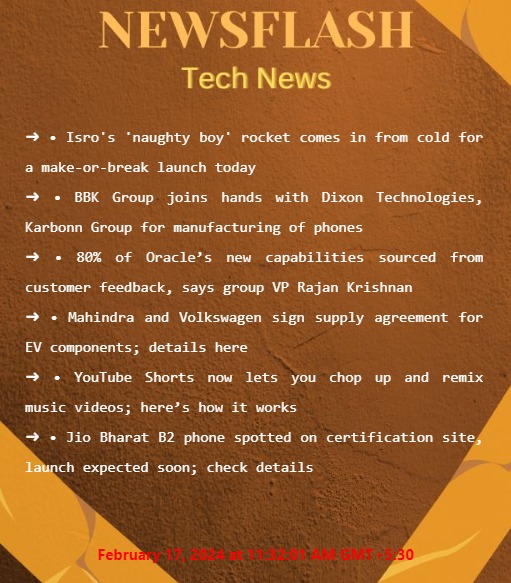 NEWSFLASH
Tech News
➜ • Isro's 'naughty boy' rocket comes in from cold for
a make-or-break launch today
➜ • BBK Group joins hands with Dixon Technologies,
Karbonn Group for manufacturing of phones
➜ • 80% of Oracle’s new capabilities sourced from
customer feedback, says group VP Rajan Krishnan
➜ • Mahindra and Volkswagen sign supply agreement for
EV components; details here
➜ • YouTube Shorts now lets you chop up and remix
music videos; here’s how it works
➜ • Jio Bharat B2 phone spotted on certification site,
launch expected soon; check details
February 17, 2024 at 11:32:01 AM GMT+5:30